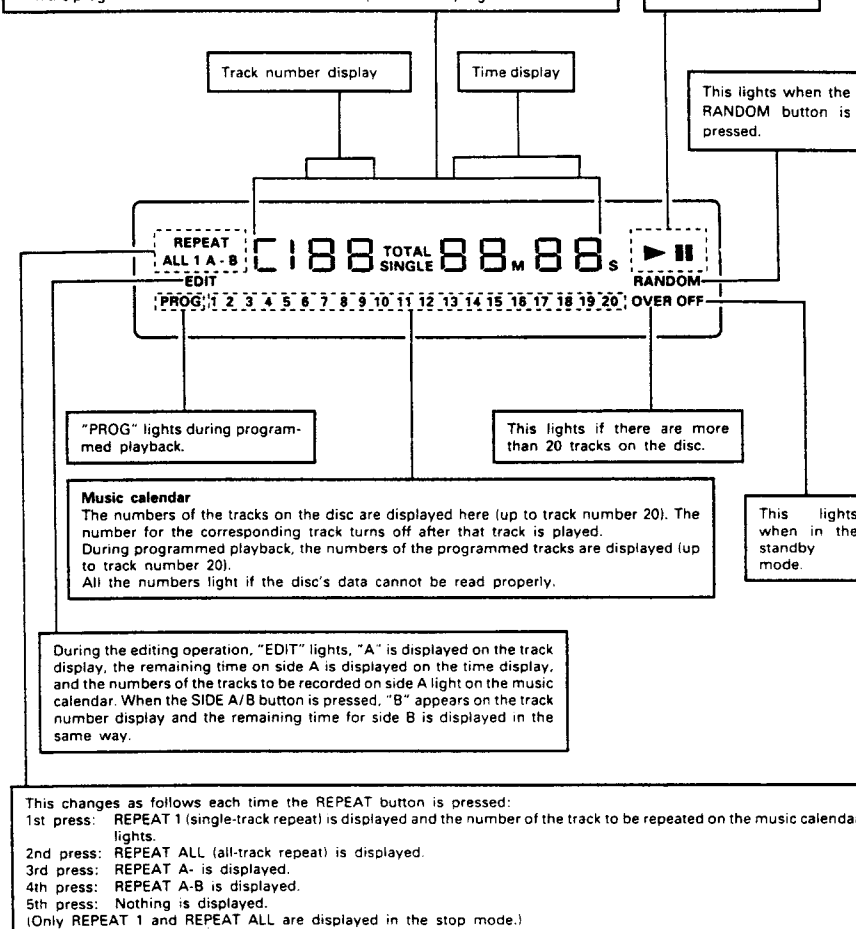 Track number display
Time display
This lights when the
RANDOM button is
pressed.
REPEAT
ALL 1 A - B
TOTAL
SINGLE
M
S
EDIT
RANDOM
PROG 1 2 3 4 5 6 7 8 9 10 11 12 13 14 15 16 17 18 19 20 OVER OFF
"PROG" lights during program-
med playback.
This lights if there are more
than 20 tracks on the disc.
Music calendar
The numbers of the tracks on the disc are displayed here (up to track number 20). The
number for the corresponding track turns off after that track is played.
During programmed playback, the numbers of the programmed tracks are displayed (up
to track number 20).
All the numbers light if the disc's data cannot be read properly.
This lights
when in the
standby
mode.
During the editing operation, "EDIT" lights, "A" is displayed on the track
display, the remaining time on side A is displayed on the time display,
and the numbers of the tracks to be recorded on side A light on the music
calendar. When the SIDE A/B button is pressed, "B" appears on the track
number display and the remaining time for side B is displayed in the
same way.
This changes as follows each time the REPEAT button is pressed:
1st press: REPEAT 1 (single-track repeat) is displayed and the number of the track to be repeated on the music calendar
lights.
2nd press: REPEAT ALL (all-track repeat) is displayed.
3rd press: REPEAT A- is displayed.
4th press: REPEAT A-B is displayed.
5th press: Nothing is displayed.
(Only REPEAT 1 and REPEAT ALL are displayed in the stop mode.)